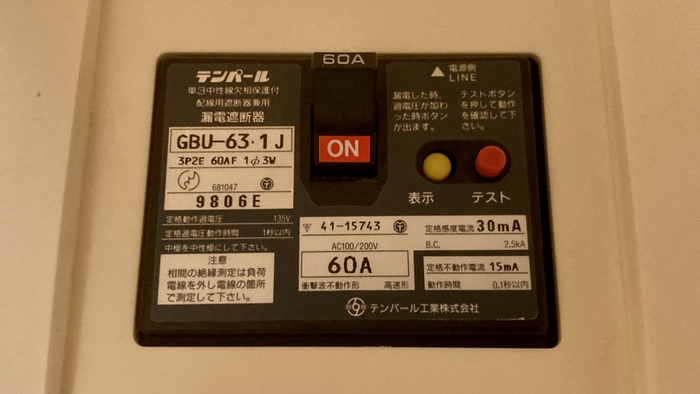 60A
テンパール
単3中性線欠相保護付
配線用遮断器兼用
漏電遮断器
GBU-63·1J
3P2E 60AF 1φ3W
681047
9806E
定格動作過電圧 135V
定格過電圧動作時間 1秒以内
中極を中性極にして下さい。
注意
相間の絶縁測定は負荷
電線を外し電線の箇所
で測定して下さい。
ON
▲ 電源側
LINE
漏電した時、
過電圧が加わ
った時ボタン
が出ます。
テストボタン
を押して動作
を確認して下
さい。
表示 テスト
41-15743
AC100/200V
60A
衝撃波不動作形 高速形
定格感度電流 30mA
B.C. 2.5kA
定格不動作電流 15mA
動作時間 0.1秒以内
テンパール工業株式会社